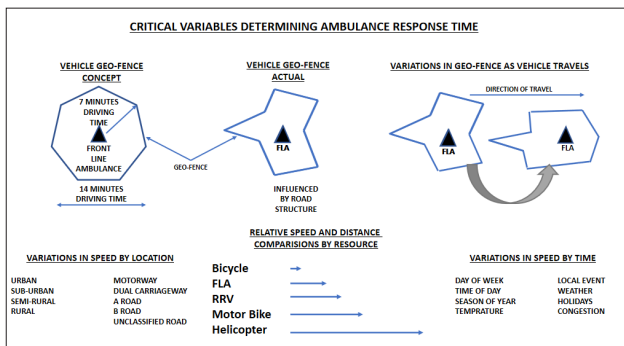 CRITICAL VARIABLES DETERMINING AMBULANCE RESPONSE TIME
VEHICLE GEO-FENCE
CONCEPT
7 MINUTES
DRIVING
TIME
FRONT
LINE
AMBULANCE
14 MINUTES
DRIVING TIME
GEO-FENCE
VEHICLE GEO-FENCE
ACTUAL
FLA
INFLUENCED
BY ROAD
STRUCTURE
VARIATIONS IN GEO-FENCE AS VEHICLE TRAVELS
DIRECTION OF TRAVEL
FLA
FLA
VARIATIONS IN SPEED BY LOCATION
URBAN
SUB-URBAN
SEMI-RURAL
RURAL
MOTORWAY
DUAL CARRIAGEWAY
A ROAD
B ROAD
UNCLASSIFIED ROAD
RELATIVE SPEED AND DISTANCE
COMPARISIONS BY RESOURCE
Bicycle
FLA
RRV
Motor Bike
Helicopter
VARIATIONS IN SPEED BY TIME
DAY OF WEEK
TIME OF DAY
SEASON OF YEAR
TEMPRATURE
LOCAL EVENT
WEATHER
HOLIDAYS
CONGESTION